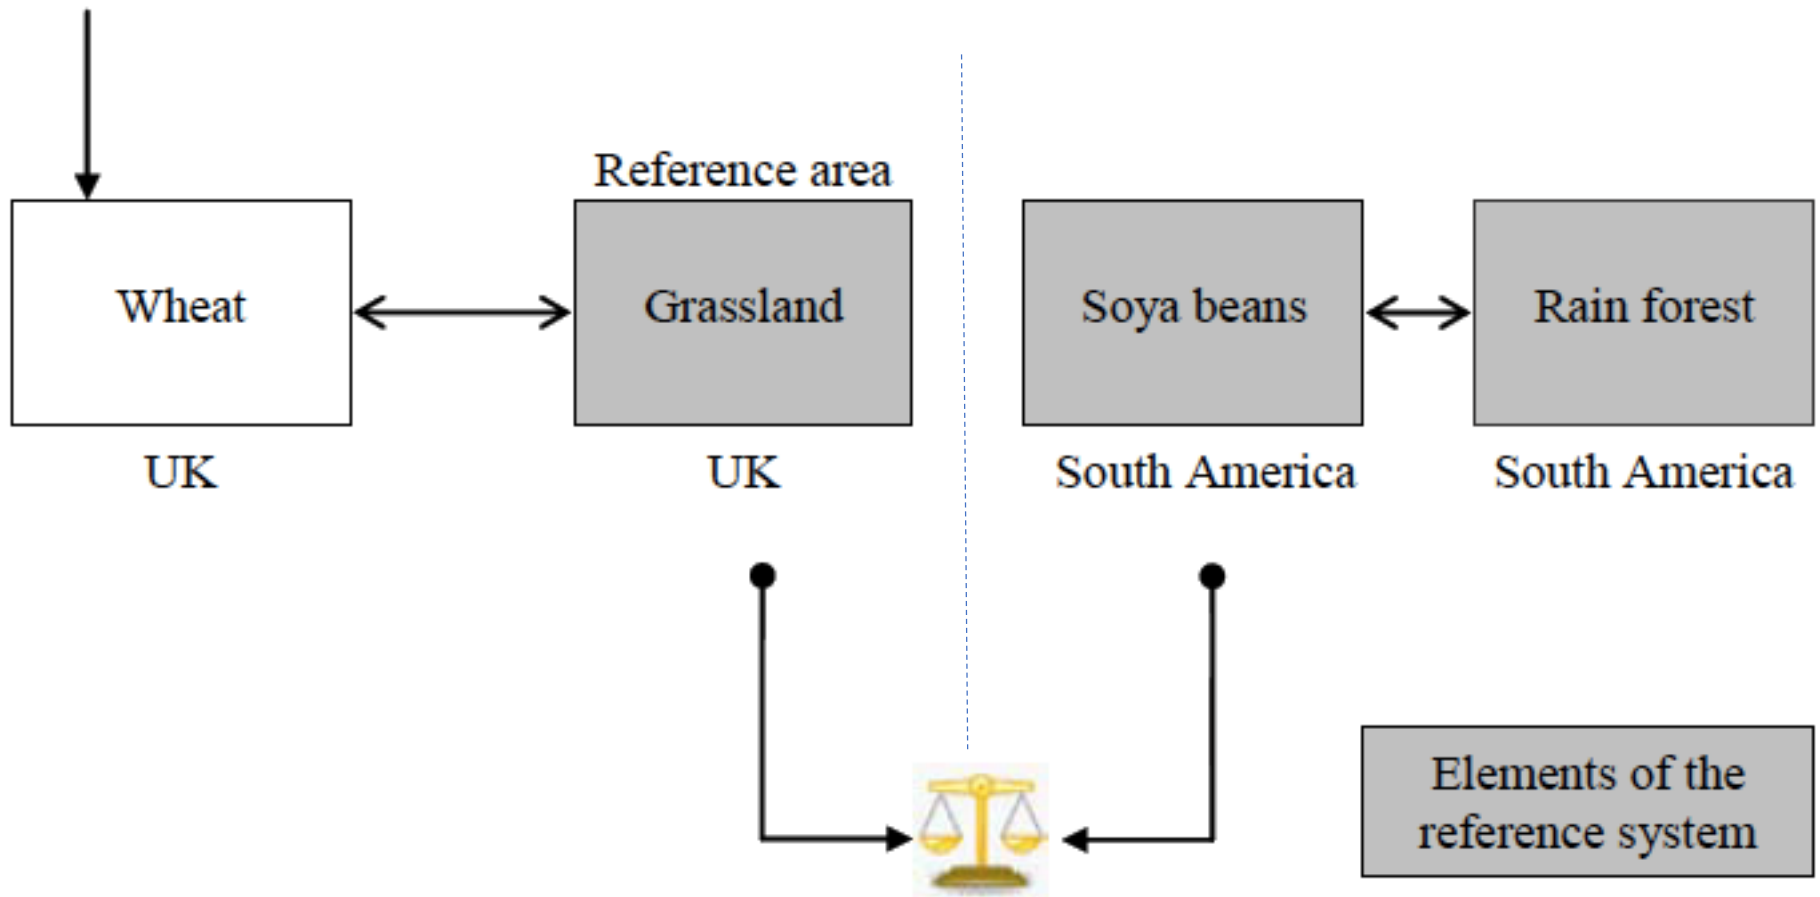 Reference area
Wheat
Grassland
Soya beans
Rain forest
UK
UK
South America
South America
Elements of the
reference system